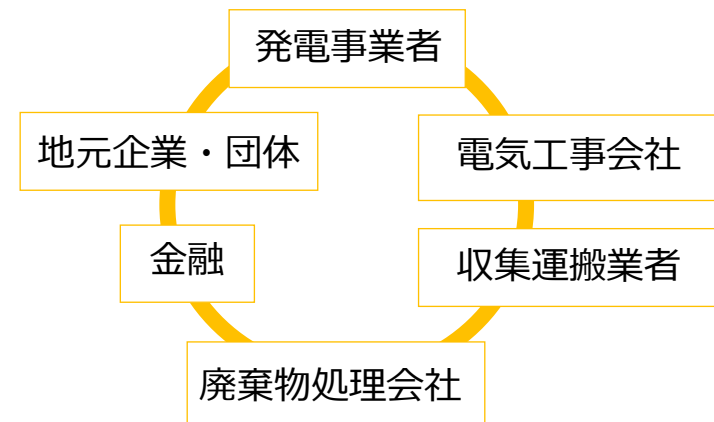 発電事業者
地元企業・団体
電気工事会社
金融
収集運搬業者
廃棄物処理会社